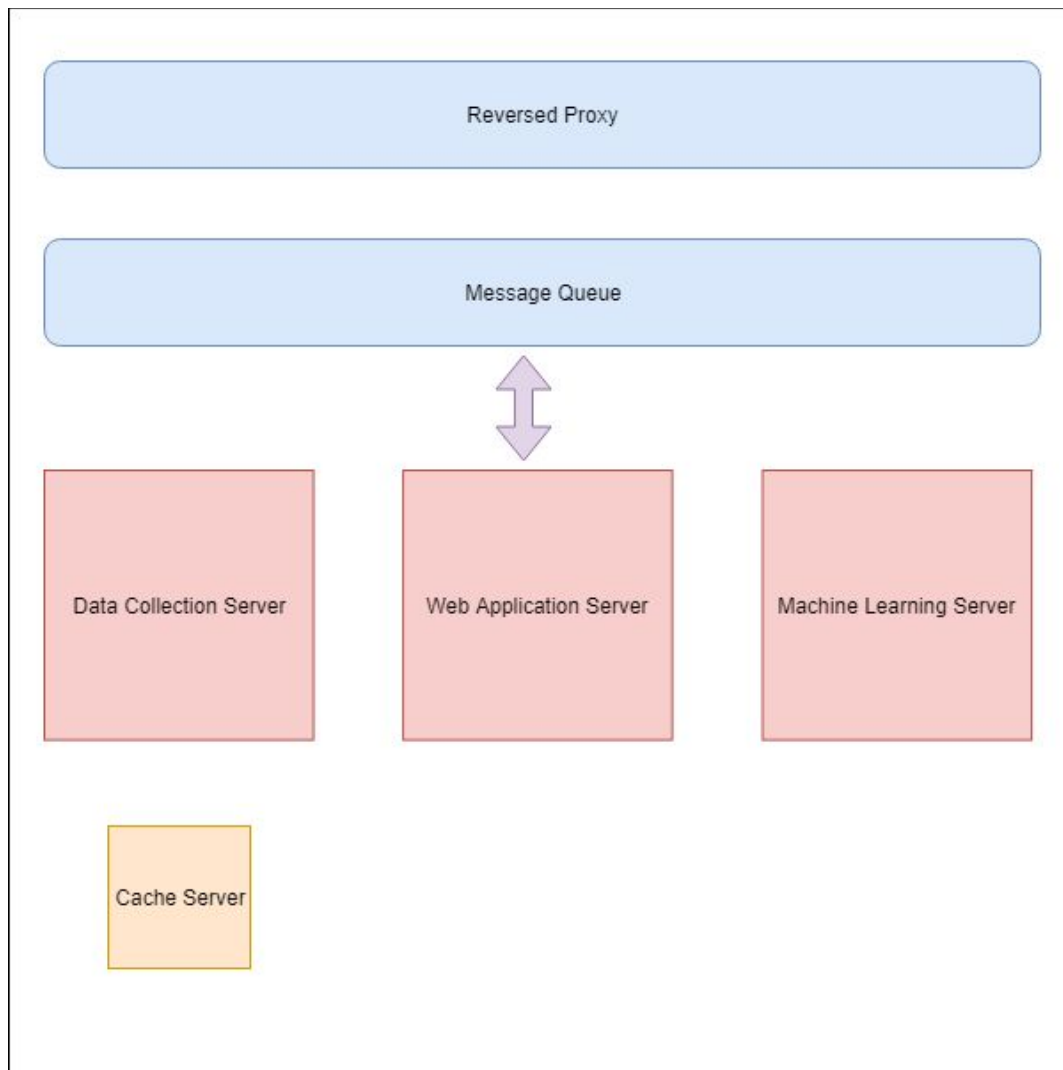 Reversed Proxy
Message Queue
Data Collection Server
Web Application Server
Machine Learning Server
Cache Server